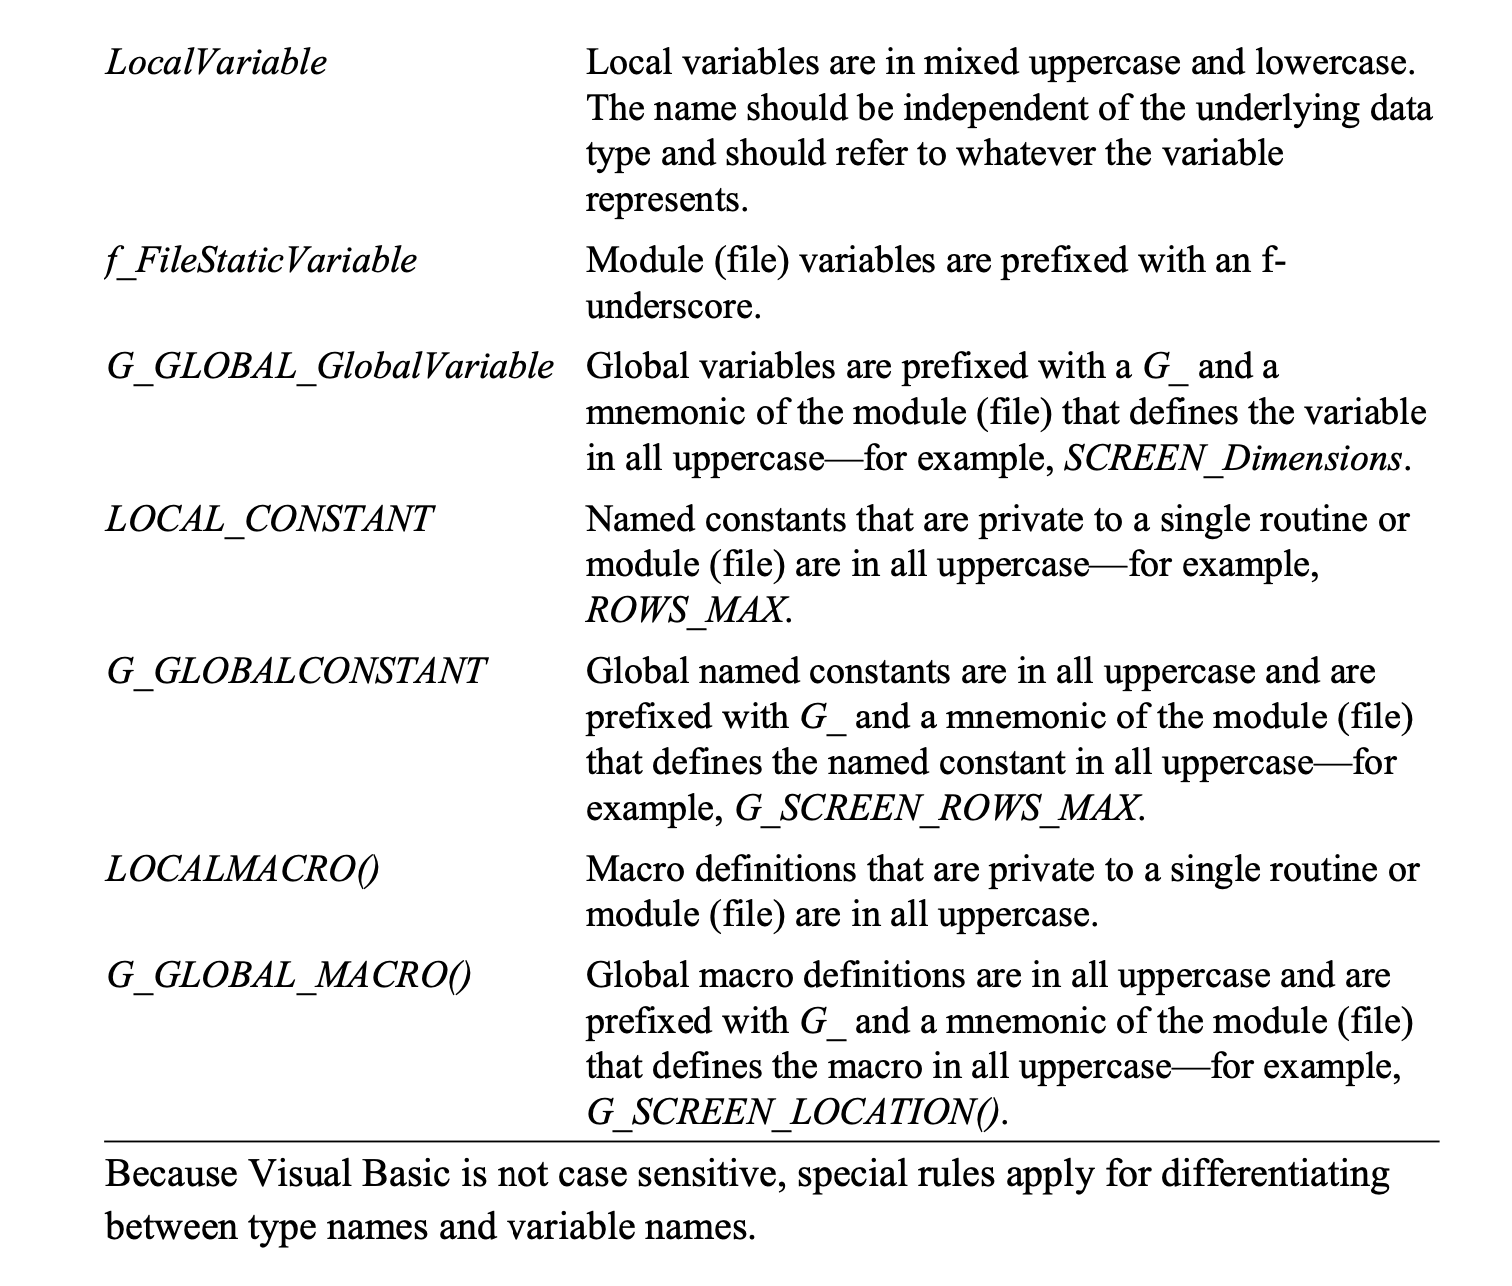 LocalVariable Local variables are in mixed uppercase and lowercase.
The name should be independent of the underlying data
type and should refer to whatever the variable
represents.
f_FileStaticVariable Module (file) variables are prefixed with an f-
underscore.
G_GLOBAL_GlobalVariable Global variables are prefixed with a G_ and a
mnemonic of the module (file) that defines the variable
in all uppercase—for example, SCREEN_Dimensions.
LOCAL_CONSTANT Named constants that are private to a single routine or
module (file) are in all uppercase—for example,
ROWS_MAX.
G_GLOBALCONSTANT Global named constants are in all uppercase and are
prefixed with G_ and a mnemonic of the module (file)
that defines the named constant in all uppercase—for
example, G_SCREEN_ROWS_MAX.
LOCALMACRO() Macro definitions that are private to a single routine or
module (file) are in all uppercase.
G_GLOBAL_MACRO() Global macro definitions are in all uppercase and are
prefixed with G_ and a mnemonic of the module (file)
that defines the macro in all uppercase—for example,
G_SCREEN_LOCATION().
Because Visual Basic is not case sensitive, special rules apply for differentiating
between type names and variable names.